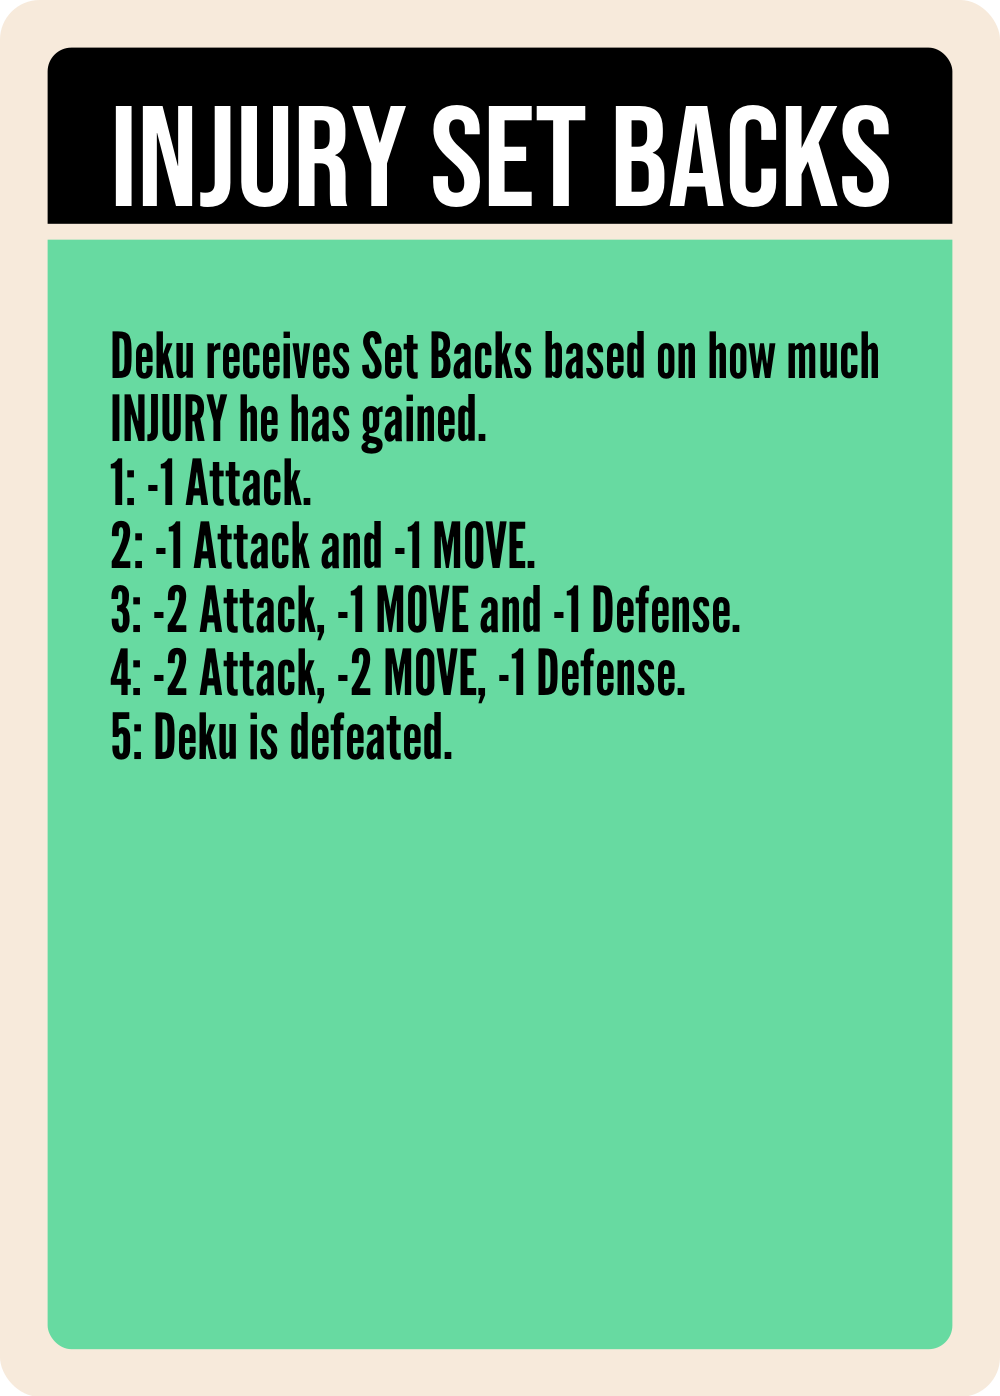 INJURY SET BACKS
Deku receives Set Backs based on how much
INJURY he has gained.
1: -1 Attack.
2: -1 Attack and -1 MOVE.
3: -2 Attack, -1 MOVE and -1 Defense.
4: -2 Attack, -2 MOVE, -1 Defense.
5: Deku is defeated.